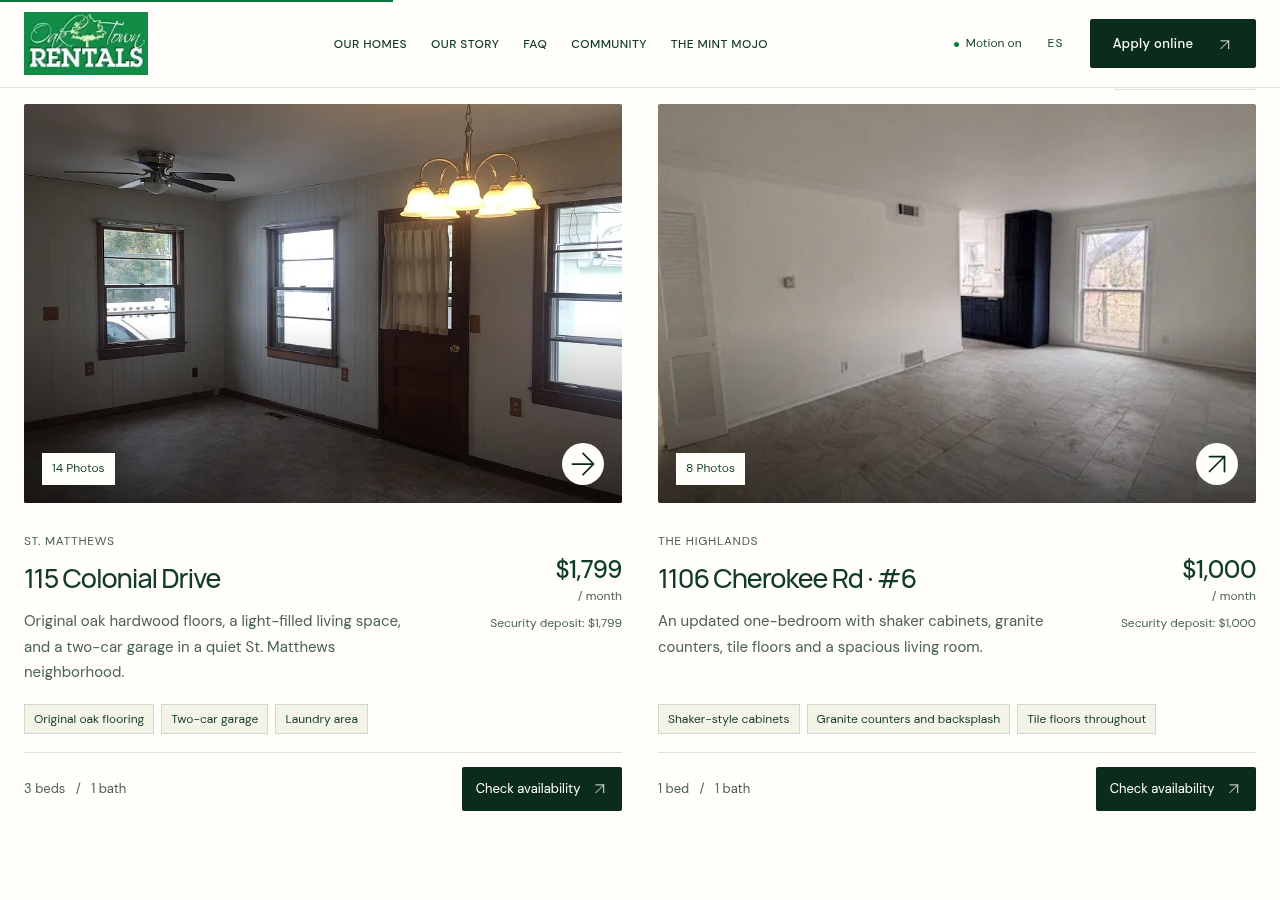 Oak Town
RENTALS
OUR HOMES
OUR STORY
FAQ
COMMUNITY
THE MINT MOJO
Motion on
ES
Apply online
14 Photos
8 Photos
ST. MATTHEWS
115 Colonial Drive
$1,799
/ month
Security deposit: $1,799
Original oak hardwood floors, a light-filled living space,
and a two-car garage in a quiet St. Matthews
neighborhood.
Original oak flooring
Two-car garage
Laundry area
3 beds / 1 bath
Check availability
THE HIGHLANDS
1106 Cherokee Rd · #6
$1,000
/ month
Security deposit: $1,000
An updated one-bedroom with shaker cabinets, granite
counters, tile floors and a spacious living room.
Shaker-style cabinets
Granite counters and backsplash
Tile floors throughout
1 bed / 1 bath
Check availability